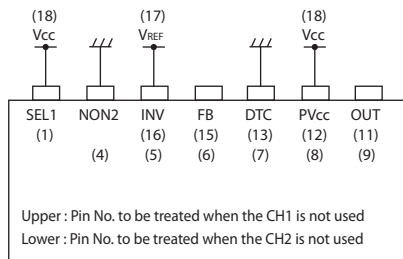 (18) (17) (18)
Vcc VREF Vcc
SEL1 NON2 INV FB DTC PVcc OUT
(1) (16) (15) (13) (12) (11)
(4) (5) (6) (7) (8) (9)
Upper : Pin No. to be treated when the CH1 is not used
Lower : Pin No. to be treated when the CH2 is not used